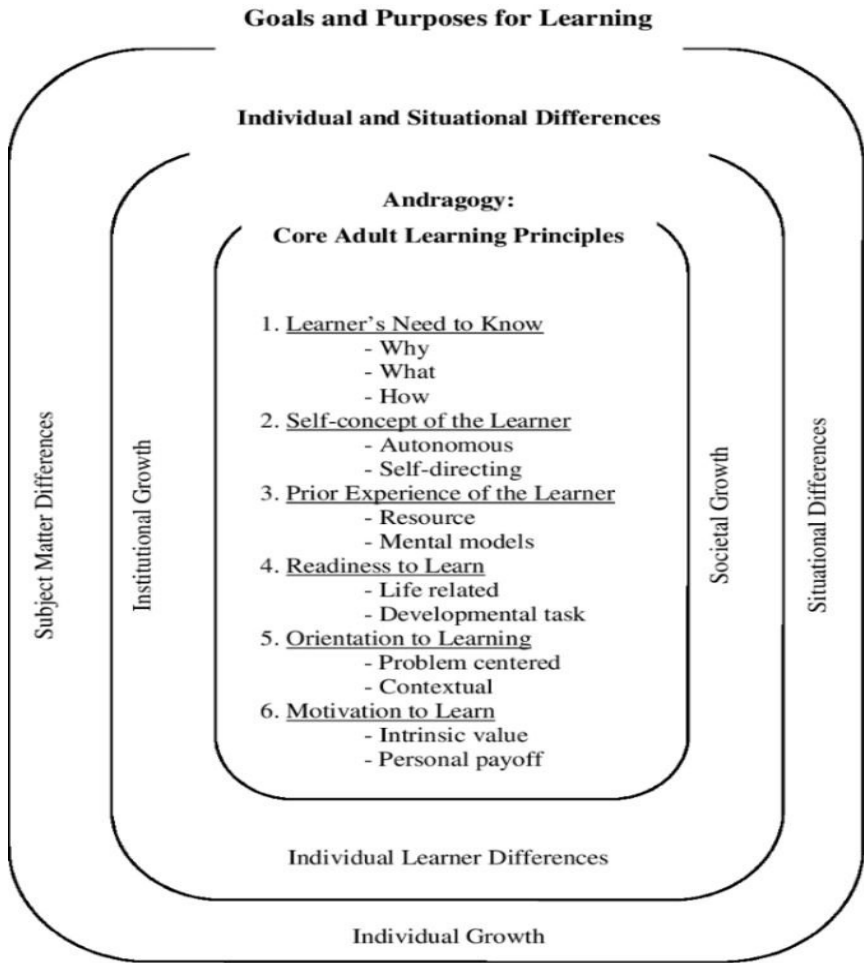 Goals and Purposes for Learning
Individual and Situational Differences
Andragogy:
Core Adult Learning Principles
1. Learner's Need to Know
- Why
- What
- How
2. Self-concept of the Learner
- Autonomous
- Self-directing
3. Prior Experience of the Learner
- Resource
- Mental models
4. Readiness to Learn
- Life related
- Developmental task
5. Orientation to Learning
- Problem centered
- Contextual
6. Motivation to Learn
- Intrinsic value
- Personal payoff
Subject Matter Differences
Institutional Growth
Societal Growth
Situational Differences
Individual Learner Differences
Individual Growth